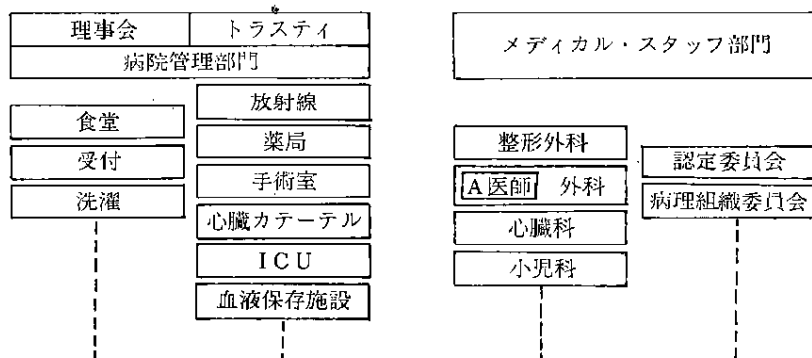 理事会
トラスティ
病院管理部門
食堂
受付
洗濯
放射線
薬局
手術室
心臓カテーテル
ICU
血液保存施設
メディカル・スタッフ部門
整形外科
A医師 外科
心臓科
小児科
認定委員会
病理組織委員会